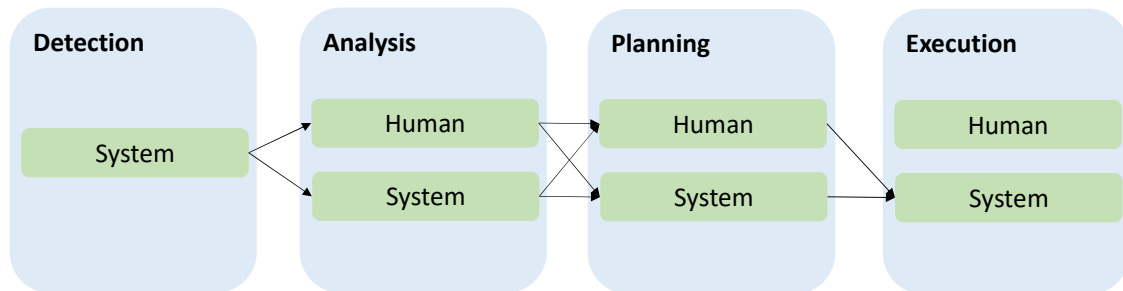 Detection
System
Analysis
Human
System
Planning
Human
System
Execution
Human
System